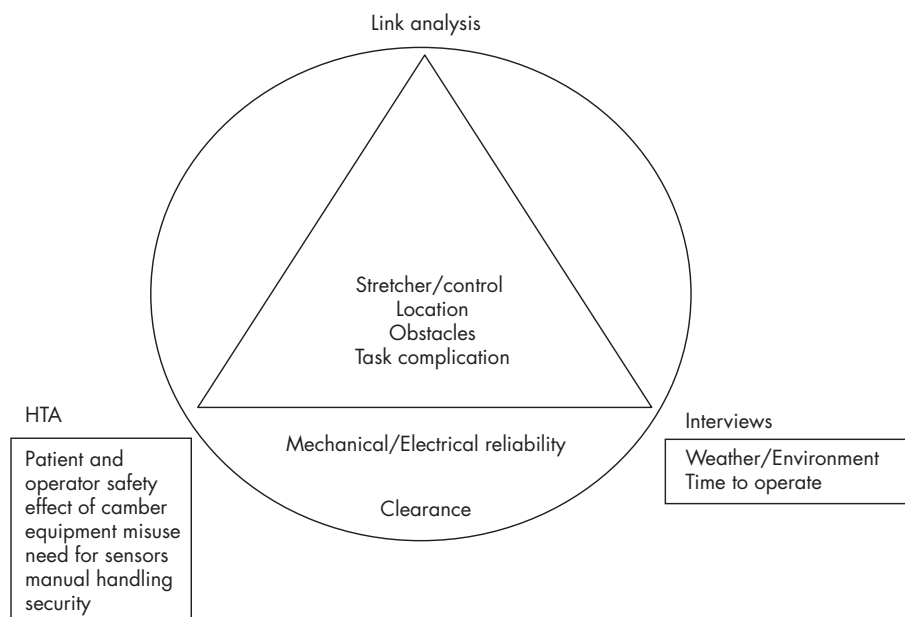 Link analysis
Stretcher/control
Location
Obstacles
Task complication
HTA
Patient and
operator safety
effect of camber
equipment misuse
need for sensors
manual handling
security
Mechanical/Electrical reliability
Clearance
Interviews
Weather/Environment
Time to operate